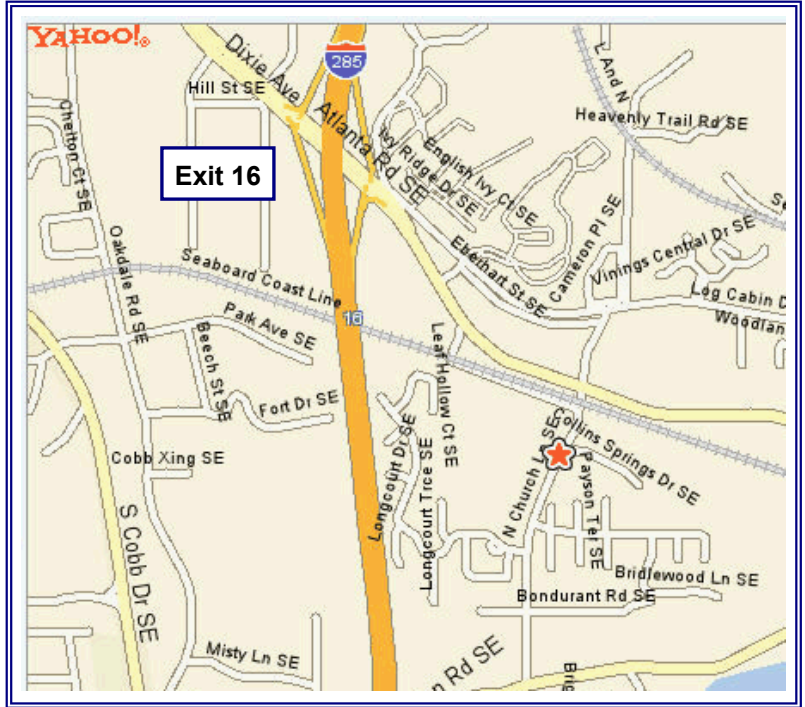 YAHOO!®
285
Dixie Ave
Atlanta Rd SE
Hill St SE
L And N
Heavenly Trail Rd SE
Chelton Ct SE
Exit 16
Ivy Ridge Dr SE
English Ivy Ct SE
Cameron Pl SE
Vinings Central Dr SE
Eberhart St SE
Oakdale Rd SE
Seaboard Coast Line
Log Cabin D
Woodlan
16
Park Ave SE
Beech St SE
Leaf Hollow Ct SE
Fort Dr SE
Collins Springs Dr SE
Cobb Xing SE
Longcourt Dr SE
Longcourt Trce SE
N Church L SE
Payson Ter SE
S Cobb Dr SE
Bridlewood Ln SE
Bondurant Rd SE
Misty Ln SE
n Rd SE
Brig